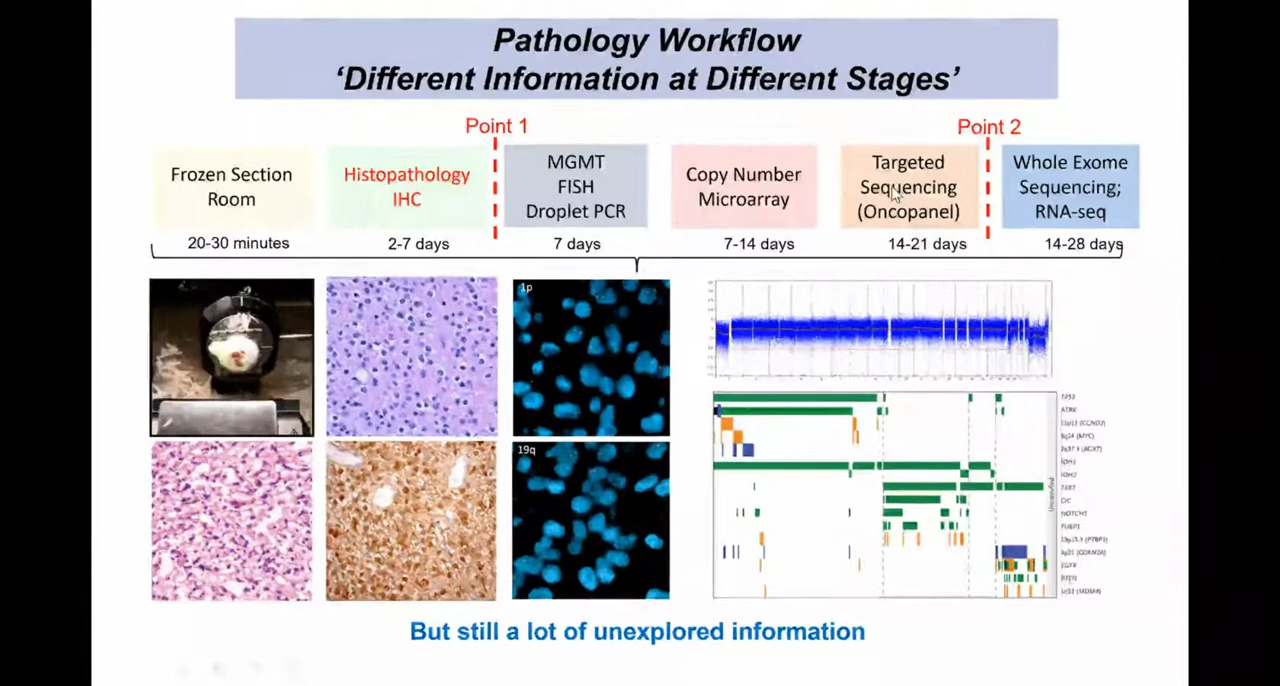 Pathology Workflow
‘Different Information at Different Stages’
Point 1
Point 2
Frozen Section
Room
Histopathology
IHC
MGMT
FISH
Droplet PCR
Copy Number
Microarray
Targeted
Sequencing
(Oncopanel)
Whole Exome
Sequencing;
RNA-seq
20-30 minutes
2-7 days
7 days
7-14 days
14-21 days
14-28 days
1p
19q
TP53
ATRX
IDH1
IDH2
TERT
CIC
NOTCH1
FUBP1
EGFR
But still a lot of unexplored information